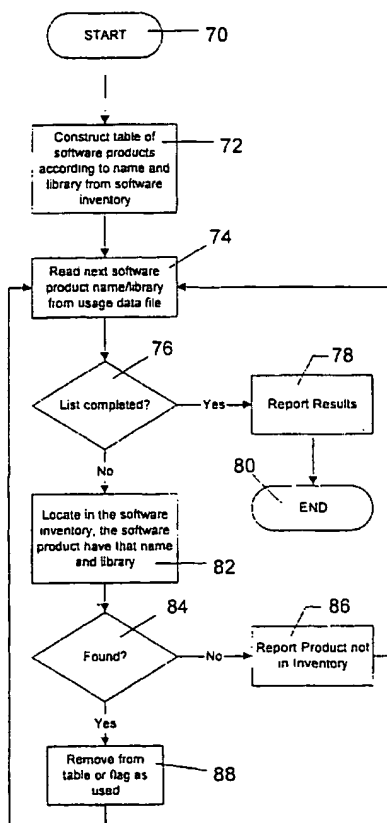 START
70
Construct table of
software products
according to name and
library from software
inventory
72
74
Read next software
product name/library
from usage data file
76
List completed?
Yes
78
Report Results
No
80
END
Locate in the software
inventory, the software
product have that name
and library
82
84
Found?
No
86
Report Product not
in Inventory
Yes
Remove from
table or flag as
used
88